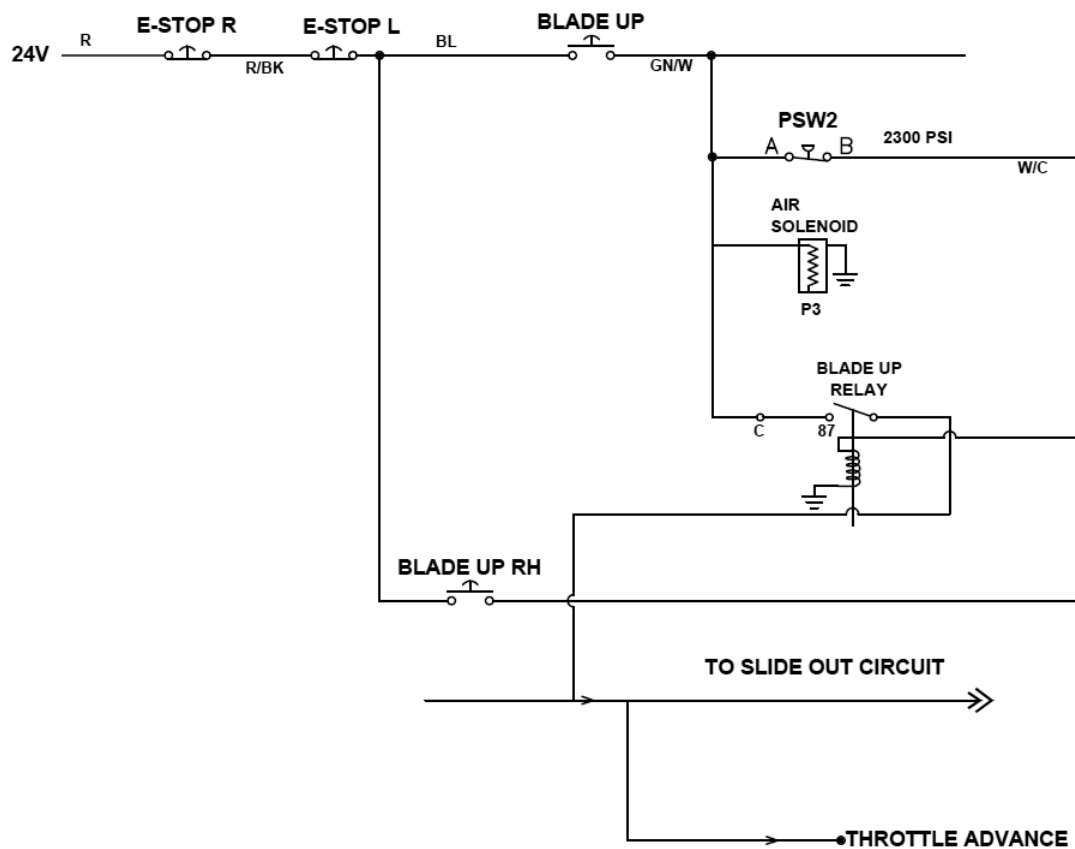 E-STOP R
E-STOP L
BLADE UP
24V
R
R/BK
BL
GN/W
PSW2
A
B
2300 PSI
W/C
AIR
SOLENOID
P3
BLADE UP
RELAY
C
87
BLADE UP RH
TO SLIDE OUT CIRCUIT
THROTTLE ADVANCE